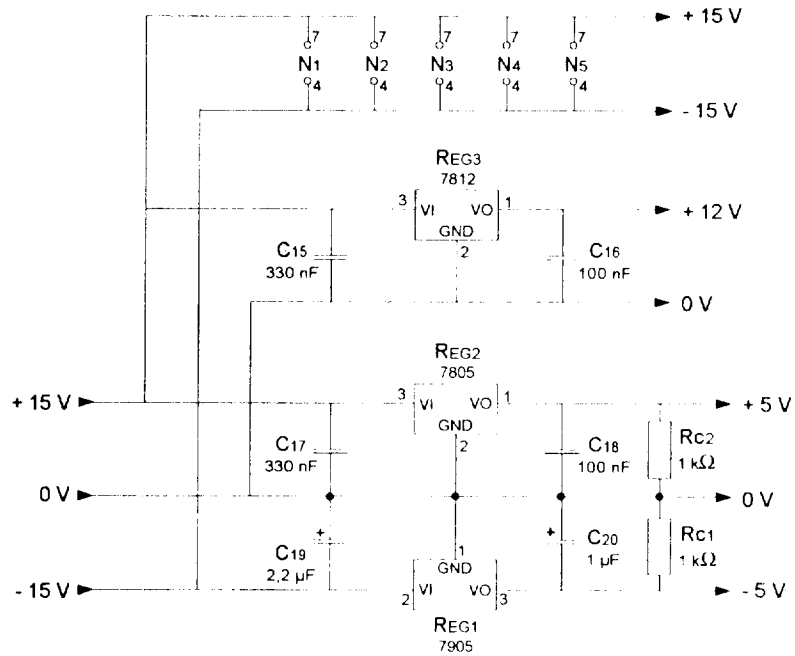 + 15 V
7 7 7 7 7
N1 N2 N3 N4 N5
4 4 4 4 4
- 15 V
REG3
7812
3 VI VO 1
GND
2
+ 12 V
C15
330 nF
C16
100 nF
0 V
REG2
7805
+ 15 V
3 VI VO 1
GND
2
+ 5 V
C17
330 nF
C18
100 nF
RC2
1 kΩ
0 V
0 V
+
C19
2,2 µF
+
C20
1 µF
RC1
1 kΩ
1
GND
- 15 V
2 VI VO 3
- 5 V
REG1
7905